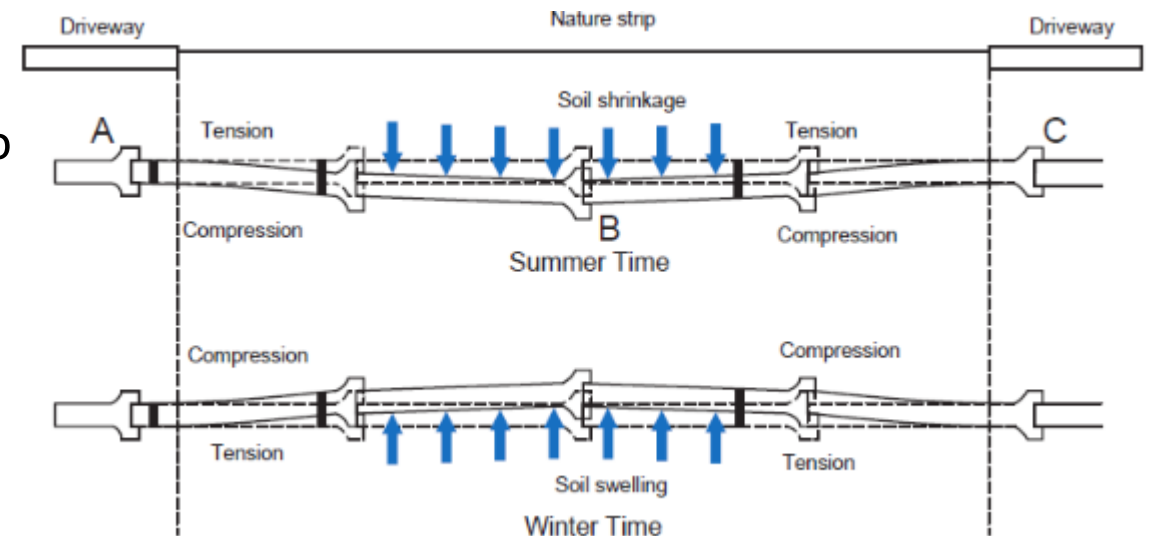 Driveway
Nature strip
Driveway
Soil shrinkage
A
Tension
Tension
C
Compression
B
Compression
Summer Time
Compression
Compression
Tension
Tension
Soil swelling
Winter Time